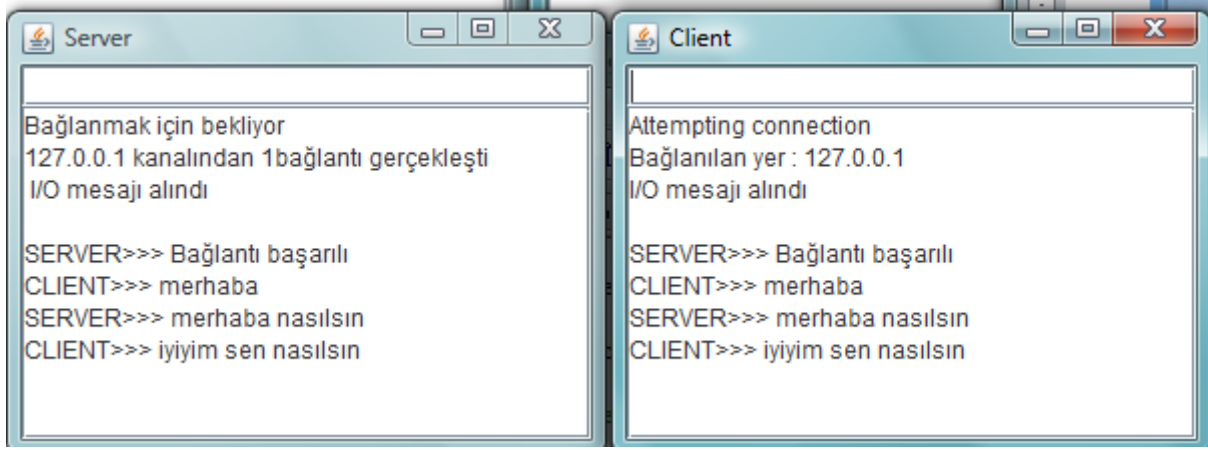 Server
Bağlanmak için bekliyor
127.0.0.1 kanalından 1bağlantı gerçekleşti
I/O mesajı alındı
SERVER>>> Bağlantı başarılı
CLIENT>>> merhaba
SERVER>>> merhaba nasılsın
CLIENT>>> iyiyim sen nasılsın
Client
Attempting connection
Bağlanılan yer : 127.0.0.1
I/O mesajı alındı
SERVER>>> Bağlantı başarılı
CLIENT>>> merhaba
SERVER>>> merhaba nasılsın
CLIENT>>> iyiyim sen nasılsın